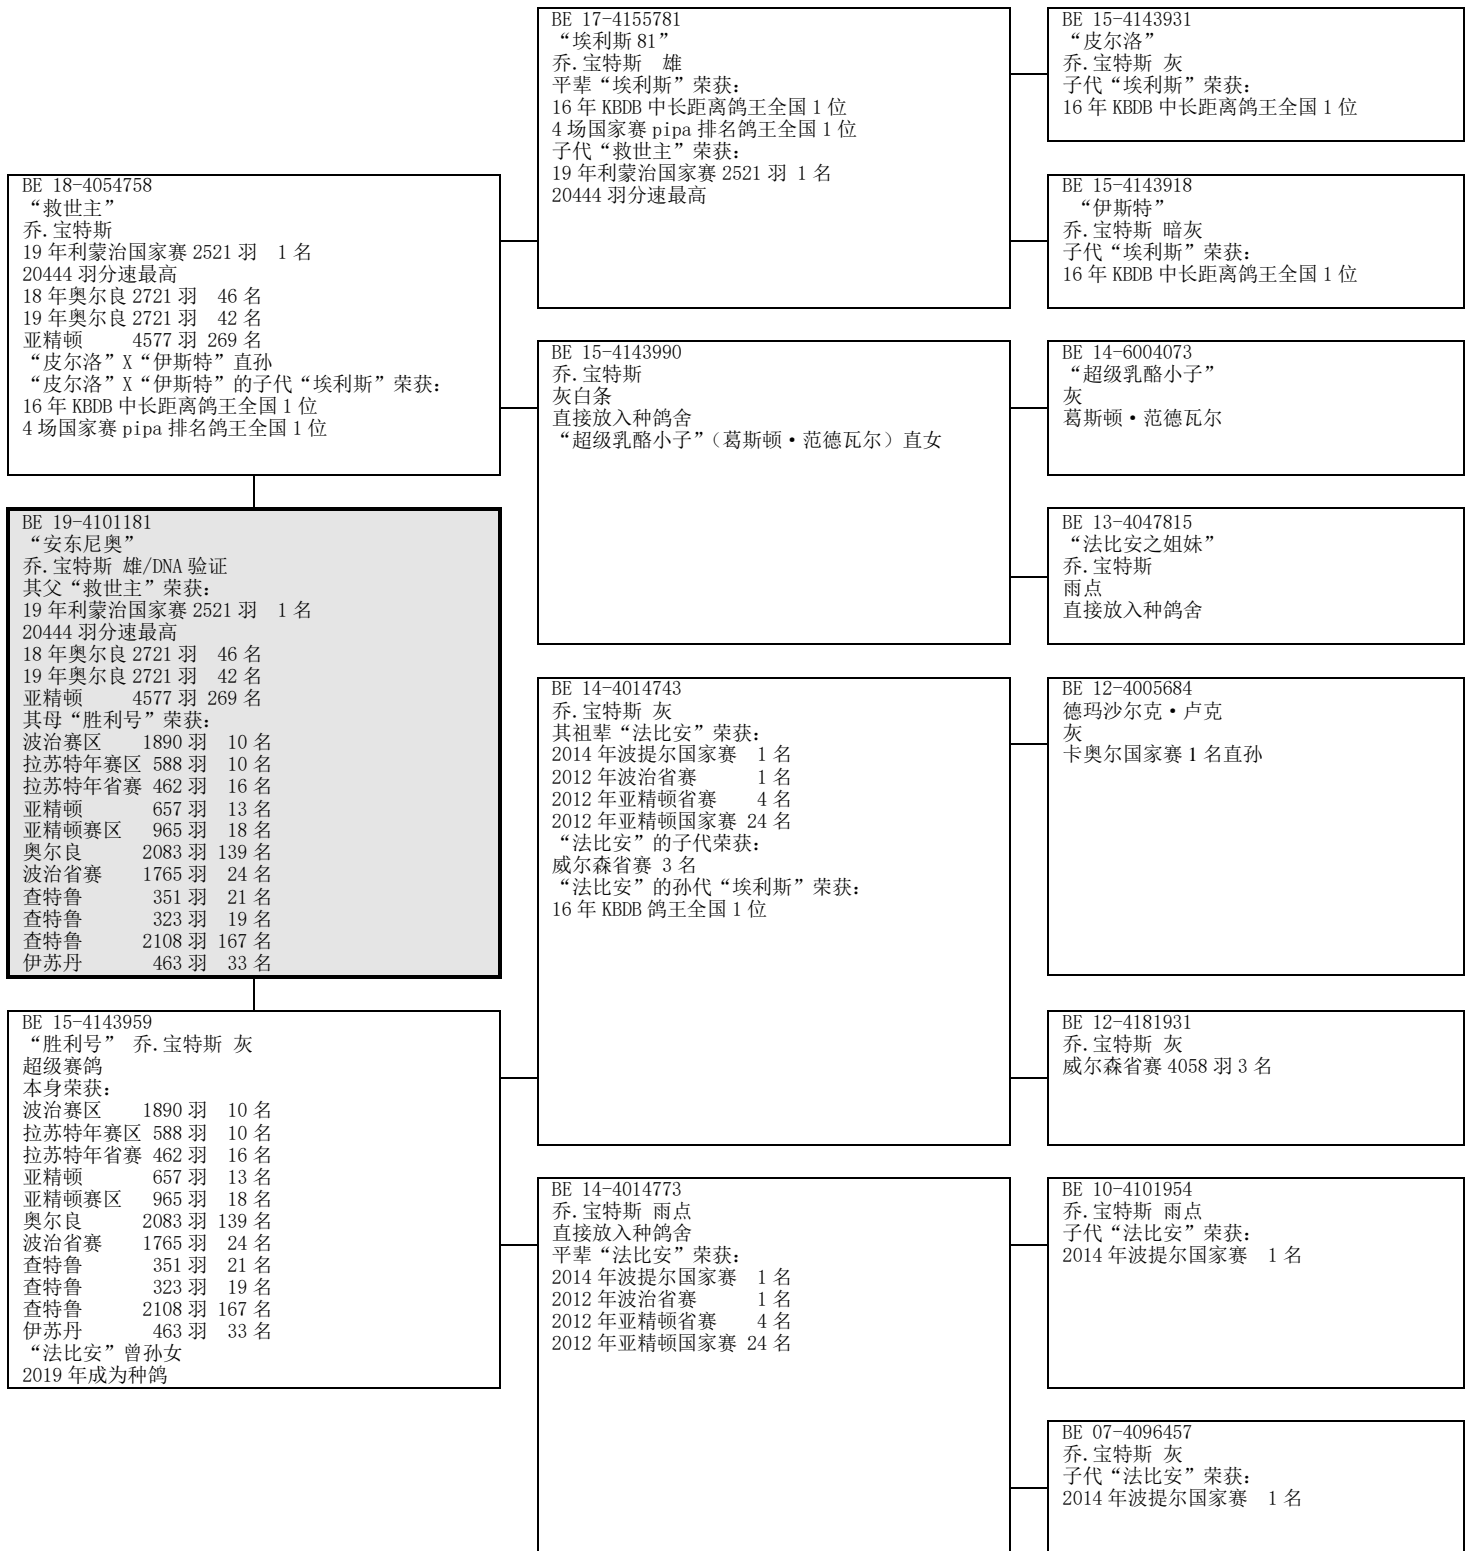 BE 18-4054758
“救世主”
乔.宝特斯
19 年利蒙治国家赛 2521 羽 1 名
20444 羽分速最高
18 年奥尔良 2721 羽 46 名
19 年奥尔良 2721 羽 42 名
亚精顿 4577 羽 269 名
“皮尔洛”X“伊斯特”直孙
“皮尔洛”X“伊斯特”的子代“埃利斯”荣获：
16 年 KBDB 中长距离鸽王全国 1 位
4 场国家赛 pipa 排名鸽王全国 1 位
BE 19-4101181
“安东尼奥”
乔.宝特斯 雄/DNA 验证
其父“救世主”荣获：
19 年利蒙治国家赛 2521 羽 1 名
20444 羽分速最高
18 年奥尔良 2721 羽 46 名
19 年奥尔良 2721 羽 42 名
亚精顿 4577 羽 269 名
其母“胜利号”荣获：
波治赛区 1890 羽 10 名
拉苏特年赛区 588 羽 10 名
拉苏特年省赛 462 羽 16 名
亚精顿 657 羽 13 名
亚精顿赛区 965 羽 18 名
奥尔良 2083 羽 139 名
波治省赛 1765 羽 24 名
查特鲁 351 羽 21 名
查特鲁 323 羽 19 名
查特鲁 2108 羽 167 名
伊苏丹 463 羽 33 名
BE 15-4143959
“胜利号” 乔.宝特斯 灰
超级赛鸽
本身荣获：
波治赛区 1890 羽 10 名
拉苏特年赛区 588 羽 10 名
拉苏特年省赛 462 羽 16 名
亚精顿 657 羽 13 名
亚精顿赛区 965 羽 18 名
奥尔良 2083 羽 139 名
波治省赛 1765 羽 24 名
查特鲁 351 羽 21 名
查特鲁 323 羽 19 名
查特鲁 2108 羽 167 名
伊苏丹 463 羽 33 名
“法比安”曾孙女
2019 年成为种鸽
BE 17-4155781
“埃利斯 81”
乔.宝特斯 雄
平辈“埃利斯”荣获：
16 年 KBDB 中长距离鸽王全国 1 位
4 场国家赛 pipa 排名鸽王全国 1 位
子代“救世主”荣获：
19 年利蒙治国家赛 2521 羽 1 名
20444 羽分速最高
BE 15-4143990
乔.宝特斯
灰白条
直接放入种鸽舍
“超级乳酪小子”（葛斯顿·范德瓦尔）直女
BE 14-4014743
乔.宝特斯 灰
其祖辈“法比安”荣获：
2014 年波提尔国家赛 1 名
2012 年波治省赛 1 名
2012 年亚精顿省赛 4 名
2012 年亚精顿国家赛 24 名
“法比安”的子代荣获：
威尔森省赛 3 名
“法比安”的孙代“埃利斯”荣获：
16 年 KBDB 鸽王全国 1 位
BE 14-4014773
乔.宝特斯 雨点
直接放入种鸽舍
平辈“法比安”荣获：
2014 年波提尔国家赛 1 名
2012 年波治省赛 1 名
2012 年亚精顿省赛 4 名
2012 年亚精顿国家赛 24 名
BE 15-4143931
“皮尔洛”
乔.宝特斯 灰
子代“埃利斯”荣获：
16 年 KBDB 中长距离鸽王全国 1 位
BE 15-4143918
“伊斯特”
乔.宝特斯 暗灰
子代“埃利斯”荣获：
16 年 KBDB 中长距离鸽王全国 1 位
BE 14-6004073
“超级乳酪小子”
灰
葛斯顿·范德瓦尔
BE 13-4047815
“法比安之姐妹”
乔.宝特斯
雨点
直接放入种鸽舍
BE 12-4005684
德玛沙尔克·卢克
灰
卡奥尔国家赛 1 名直孙
BE 12-4181931
乔.宝特斯 灰
威尔森省赛 4058 羽 3 名
BE 10-4101954
乔.宝特斯 雨点
子代“法比安”荣获：
2014 年波提尔国家赛 1 名
BE 07-4096457
乔.宝特斯 灰
子代“法比安”荣获：
2014 年波提尔国家赛 1 名